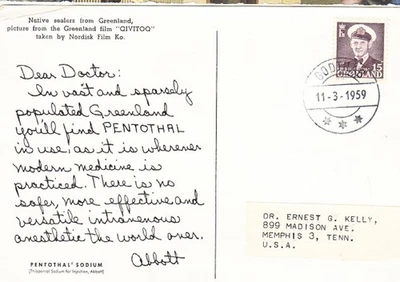 Native sealers from Greenland,
picture from the Greenland film "QIVITOQ"
taken by Nordisk Film Ko.
Dear Doctor:
In vast and sparsely
populated Greenland
you'll find PENTOTHAL
in use, as it is wherever
modern medicine is
practiced. There is no
safer, more effective and
versatile intravenous
anesthetic the world over.
Abbott
PENTOTHAL® SODIUM
(Thiopental Sodium for Injection, Abbott)
15
GRØNLAND
11-3-1959
DR. ERNEST G. KELLY,
899 MADISON AVE.
MEMPHIS 3, TENN.
U.S.A.